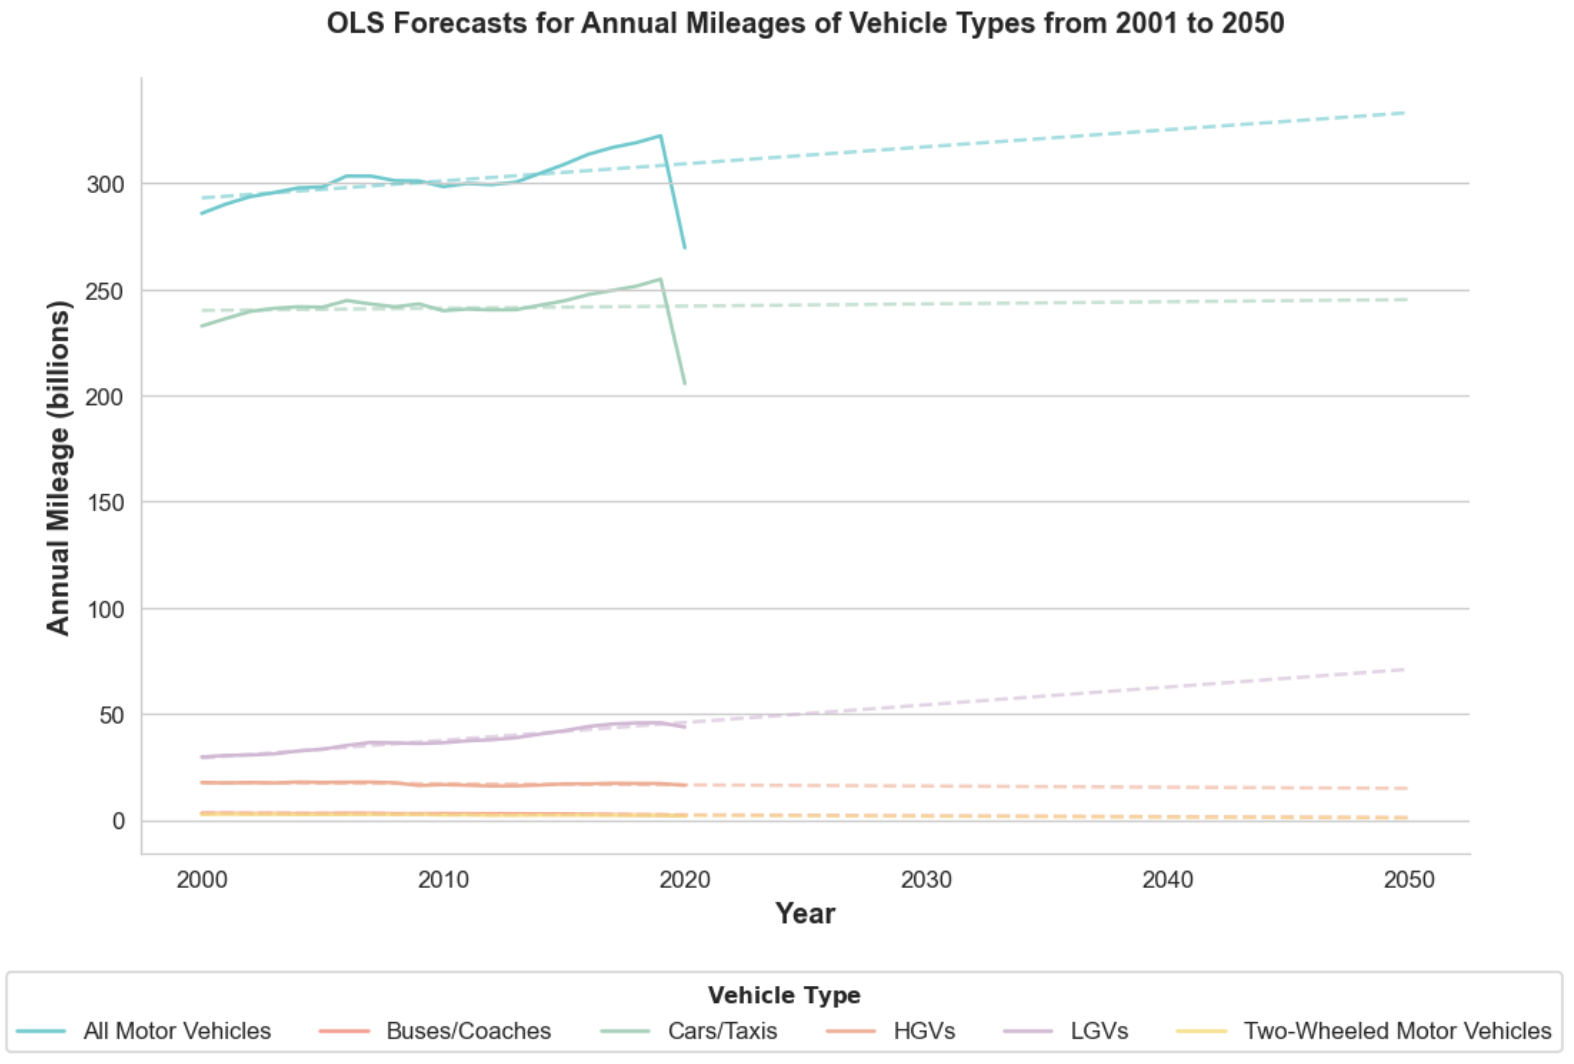 OLS Forecasts for Annual Mileages of Vehicle Types from 2001 to 2050
Annual Mileage (billions)
300
250
200
150
100
50
0
2000 2010 2020 2030 2040 2050
Year
Vehicle Type
All Motor Vehicles Buses/Coaches Cars/Taxis HGVs LGVs Two-Wheeled Motor Vehicles